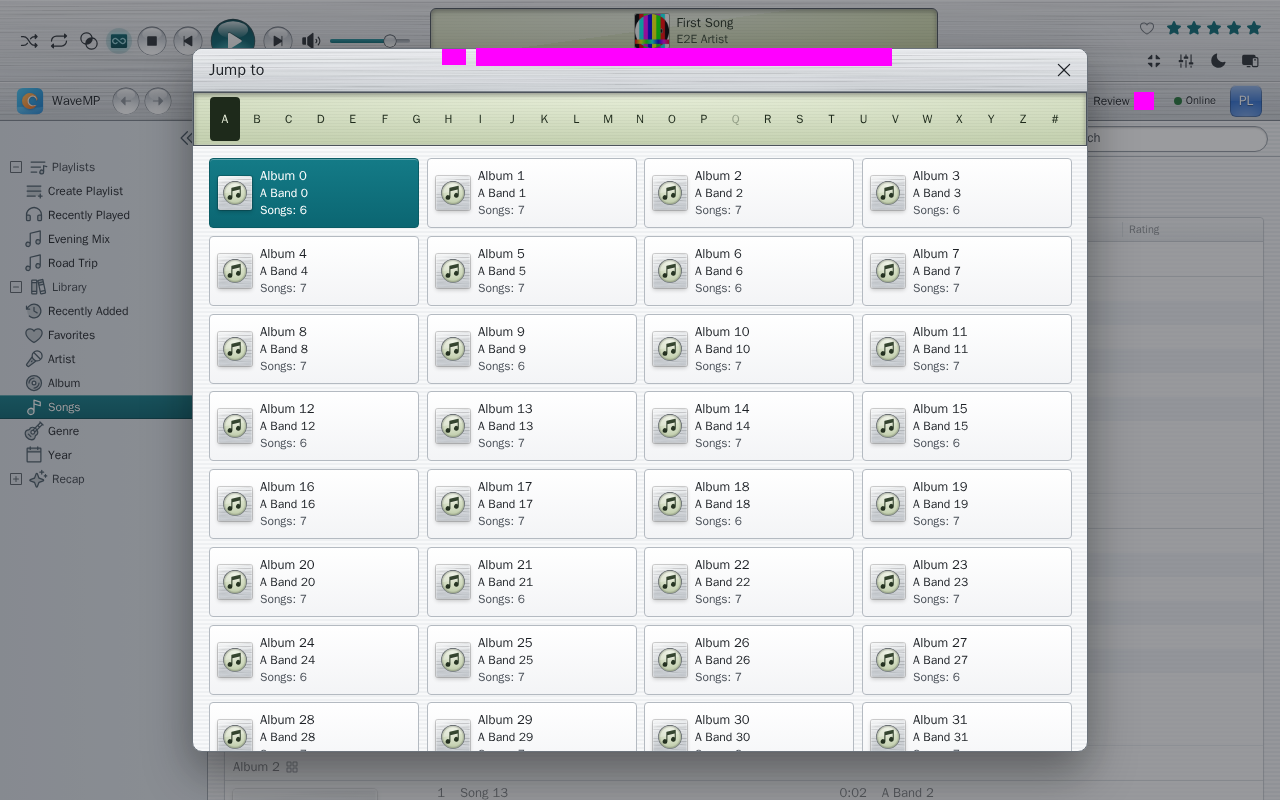 First Song
E2E Artist
Jump to
WaveMP
Review
Online
PL
A B C D E F G H I J K L M N O P Q R S T U V W X Y Z #
ch
Playlists
Create Playlist
Recently Played
Evening Mix
Road Trip
Library
Recently Added
Favorites
Artist
Album
Songs
Genre
Year
Recap
Rating
Album 0
A Band 0
Songs: 6
Album 1
A Band 1
Songs: 7
Album 2
A Band 2
Songs: 7
Album 3
A Band 3
Songs: 6
Album 4
A Band 4
Songs: 7
Album 5
A Band 5
Songs: 7
Album 6
A Band 6
Songs: 6
Album 7
A Band 7
Songs: 7
Album 8
A Band 8
Songs: 7
Album 9
A Band 9
Songs: 6
Album 10
A Band 10
Songs: 7
Album 11
A Band 11
Songs: 7
Album 12
A Band 12
Songs: 6
Album 13
A Band 13
Songs: 7
Album 14
A Band 14
Songs: 7
Album 15
A Band 15
Songs: 6
Album 16
A Band 16
Songs: 7
Album 17
A Band 17
Songs: 7
Album 18
A Band 18
Songs: 6
Album 19
A Band 19
Songs: 7
Album 20
A Band 20
Songs: 7
Album 21
A Band 21
Songs: 6
Album 22
A Band 22
Songs: 7
Album 23
A Band 23
Songs: 7
Album 24
A Band 24
Songs: 6
Album 25
A Band 25
Songs: 7
Album 26
A Band 26
Songs: 7
Album 27
A Band 27
Songs: 6
Album 28
A Band 28
Album 29
A Band 29
Album 30
A Band 30
Album 31
A Band 31
Album 2
1 Song 13 0:02 A Band 2